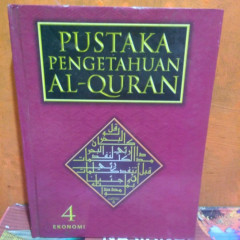 PUSTAKA
PENGETAHUAN
AL-QURAN
4
EKONOMI